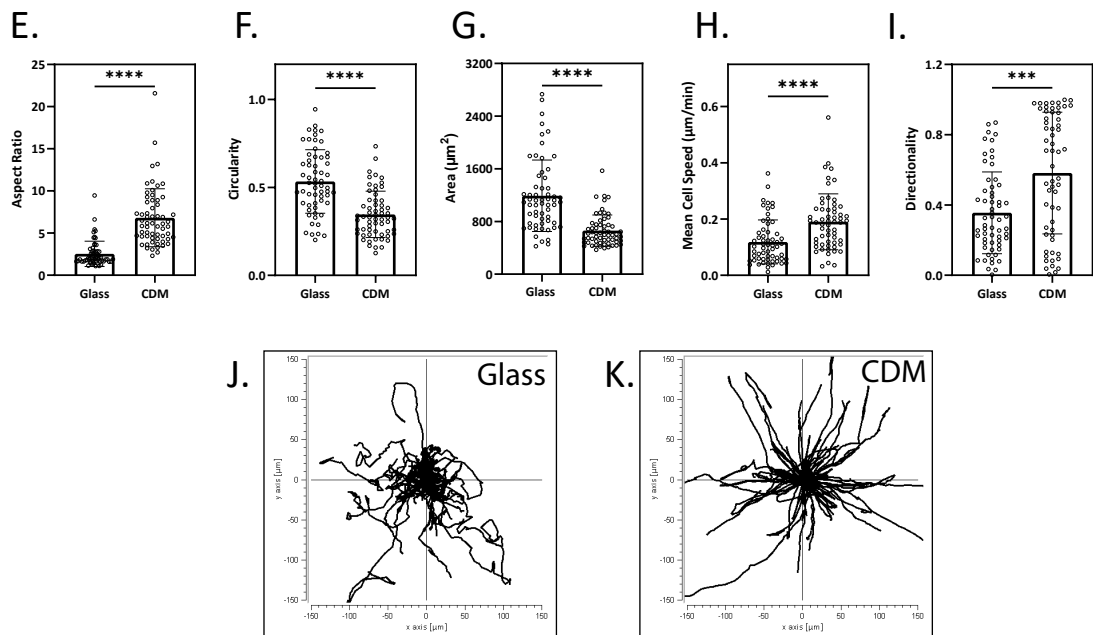 E.
F.
G.
H.
I.
Aspect Ratio
25
20
15
10
5
0
****
Glass
CDM
Circularity
1.0
0.5
0.0
****
Glass
CDM
Area (µm²)
3200
2400
1600
800
0
****
Glass
CDM
Mean Cell Speed (µm/min)
0.6
0.4
0.2
0.0
****
Glass
CDM
Directionality
1.2
0.8
0.4
0.0
***
Glass
CDM
J.
Glass
y axis [µm]
150
100
50
0
-50
-100
-150
-150
-100
-50
0
50
100
150
x axis [µm]
K.
CDM
y axis [µm]
150
100
50
0
-50
-100
-150
-150
-100
-50
0
50
100
150
x axis [µm]